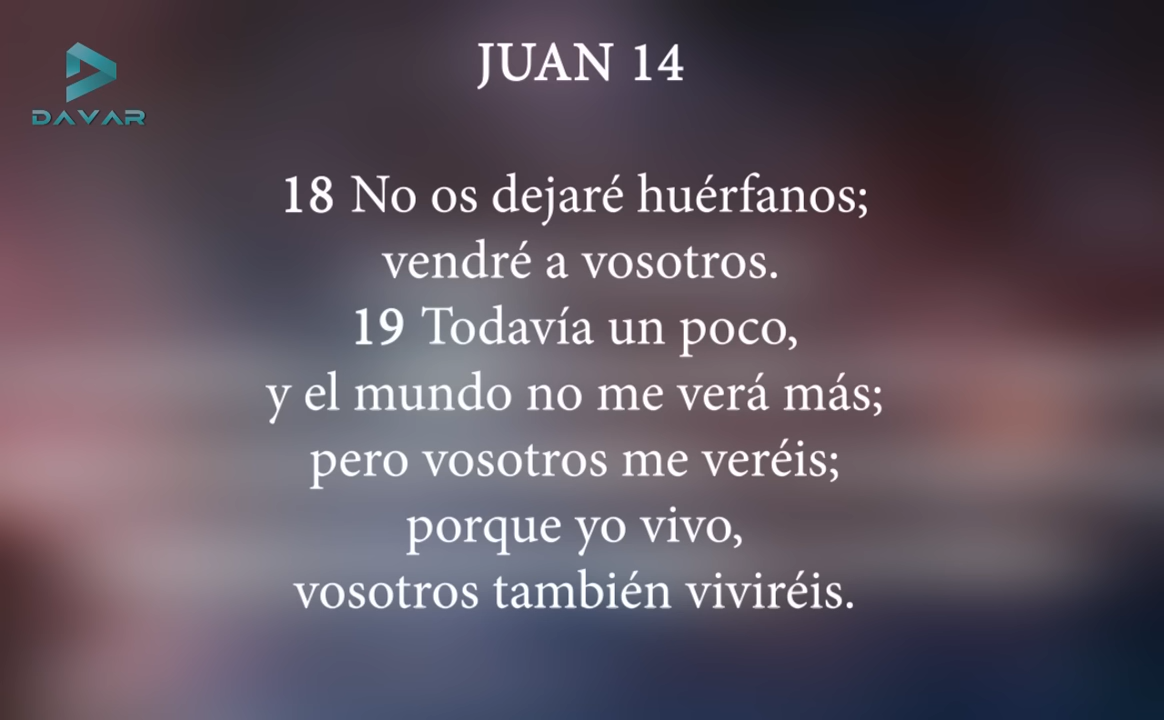 DAVAR
JUAN 14
18 No os dejaré huérfanos;
vendré a vosotros.
19 Todavía un poco,
y el mundo no me verá más;
pero vosotros me veréis;
porque yo vivo,
vosotros también viviréis.